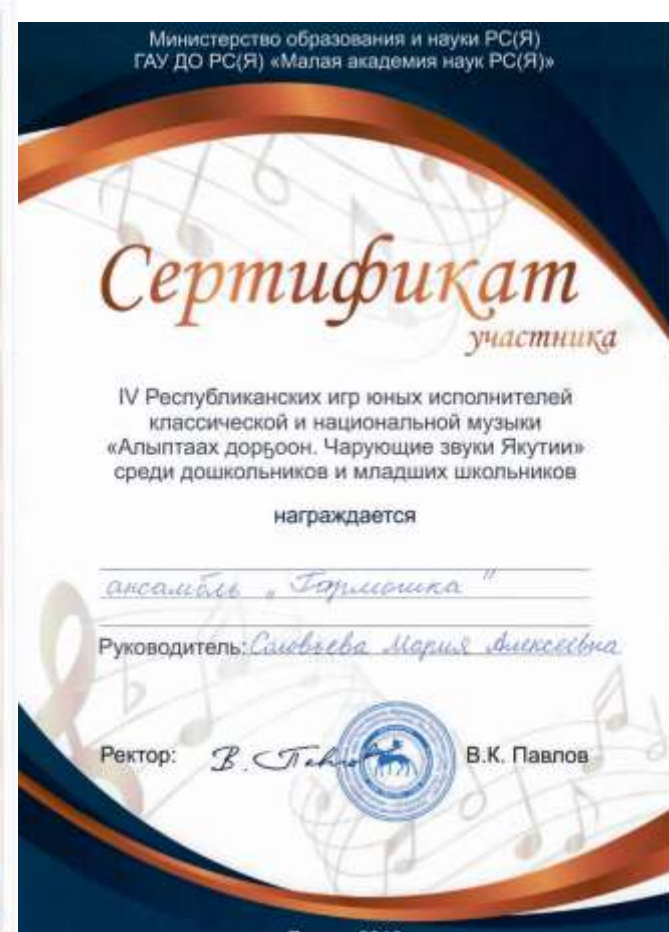 Министерство образования и науки РС(Я)
ГАУ ДО РС(Я) «Малая академия наук РС(Я)»
Сертификат
участника
IV Республиканских игр юных исполнителей
классической и национальной музыки
«Алыптаах дорҕоон. Чарующие звуки Якутии»
среди дошкольников и младших школьников
награждается
ансамбль „Гармошка"
Руководитель: Соловьева Мария Алексеевна
Ректор: В. Павлов В.К. Павлов